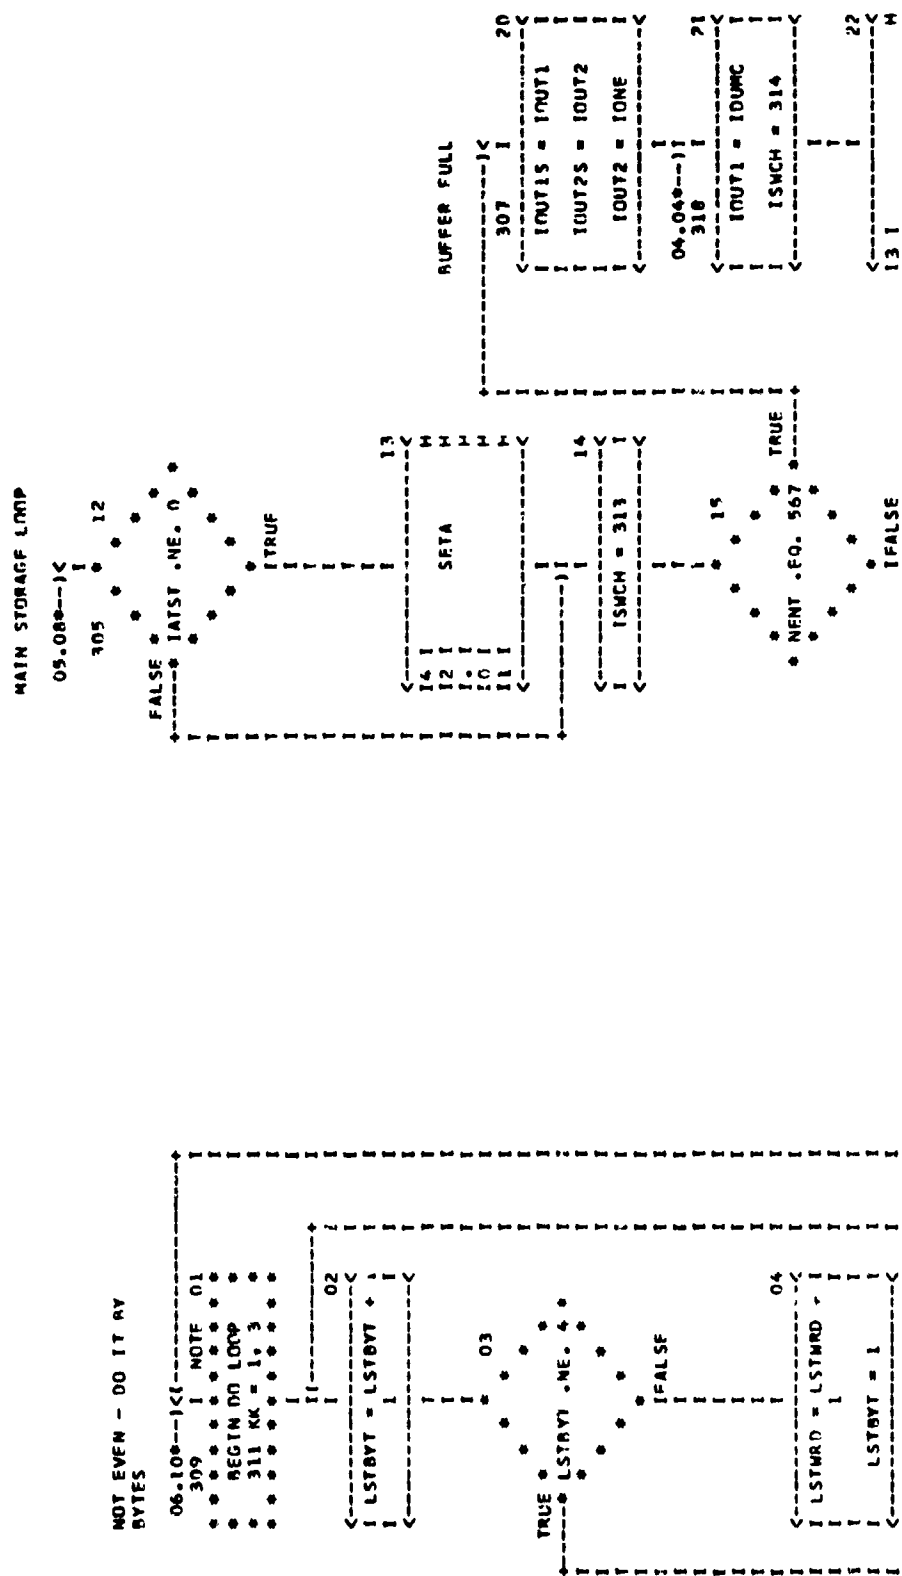 NOT EVEN - DO IT BY
BYTES
06.10*-->
309
NOTE 01
BEGIN DO LOOP
311 KK = 1, 3
02
LSTBYT = LSTBYT +
1
03
TRUE
LSTBYT .NE. 4
FALSE
04
LSTWRD = LSTWRD +
1
LSTBYT = 1
MAIN STORAGE LOOP
05.08*-->
305
12
FALSE
IATST .NE. 0
TRUE
13
SETA
14
ISWCH = 313
15
NENT .EQ. 567
TRUE
FALSE
BUFFER FULL
307
20
IOUT1S = IOUT1
IOUT2S = IOUT2
IOUT2 = IONE
04.04*-->
318
21
IOUT1 = IDUMC
ISWCH = 314
22